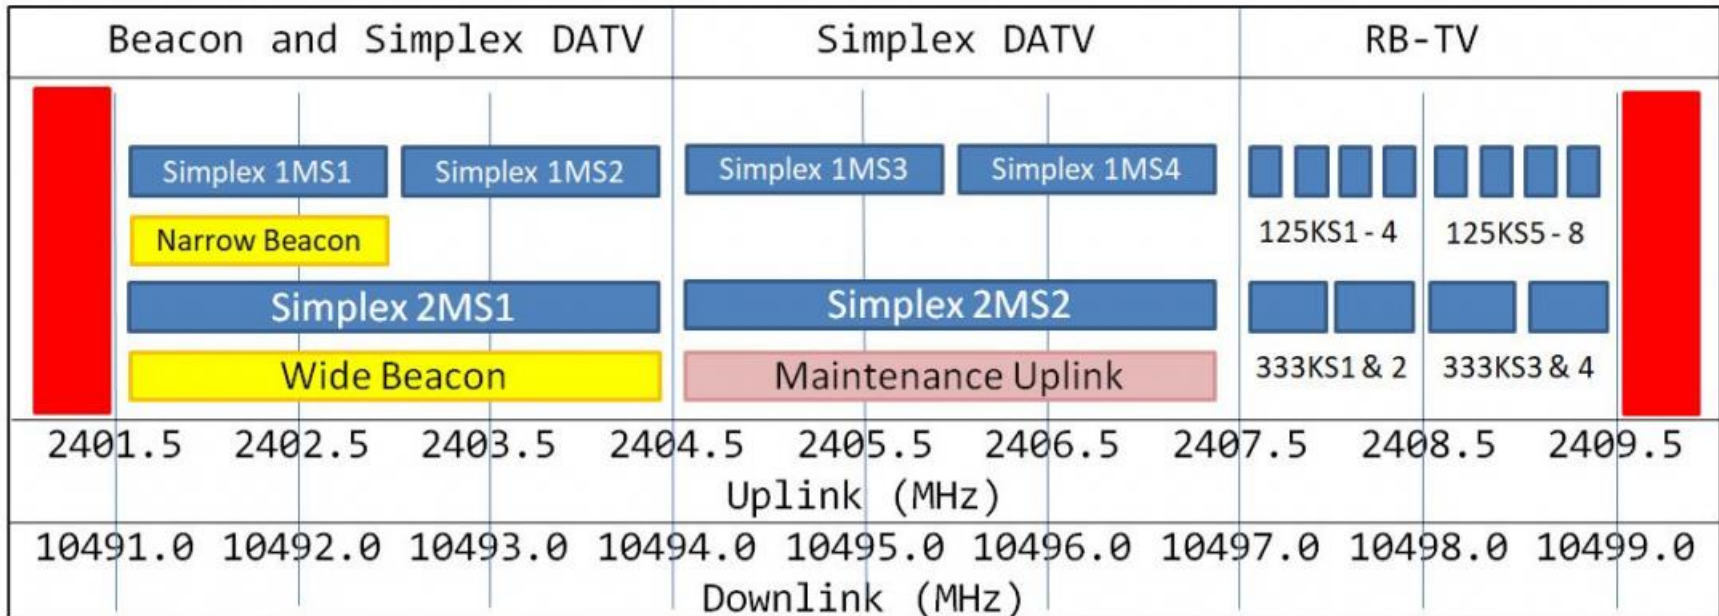 Beacon and Simplex DATV Simplex DATV RB-TV
Simplex 1MS1 Simplex 1MS2 Simplex 1MS3 Simplex 1MS4
Narrow Beacon 125KS1 - 4 125KS5 - 8
Simplex 2MS1 Simplex 2MS2
Wide Beacon Maintenance Uplink 333KS1 & 2 333KS3 & 4
2401.5 2402.5 2403.5 2404.5 2405.5 2406.5 2407.5 2408.5 2409.5
Uplink (MHz)
10491.0 10492.0 10493.0 10494.0 10495.0 10496.0 10497.0 10498.0 10499.0
Downlink (MHz)